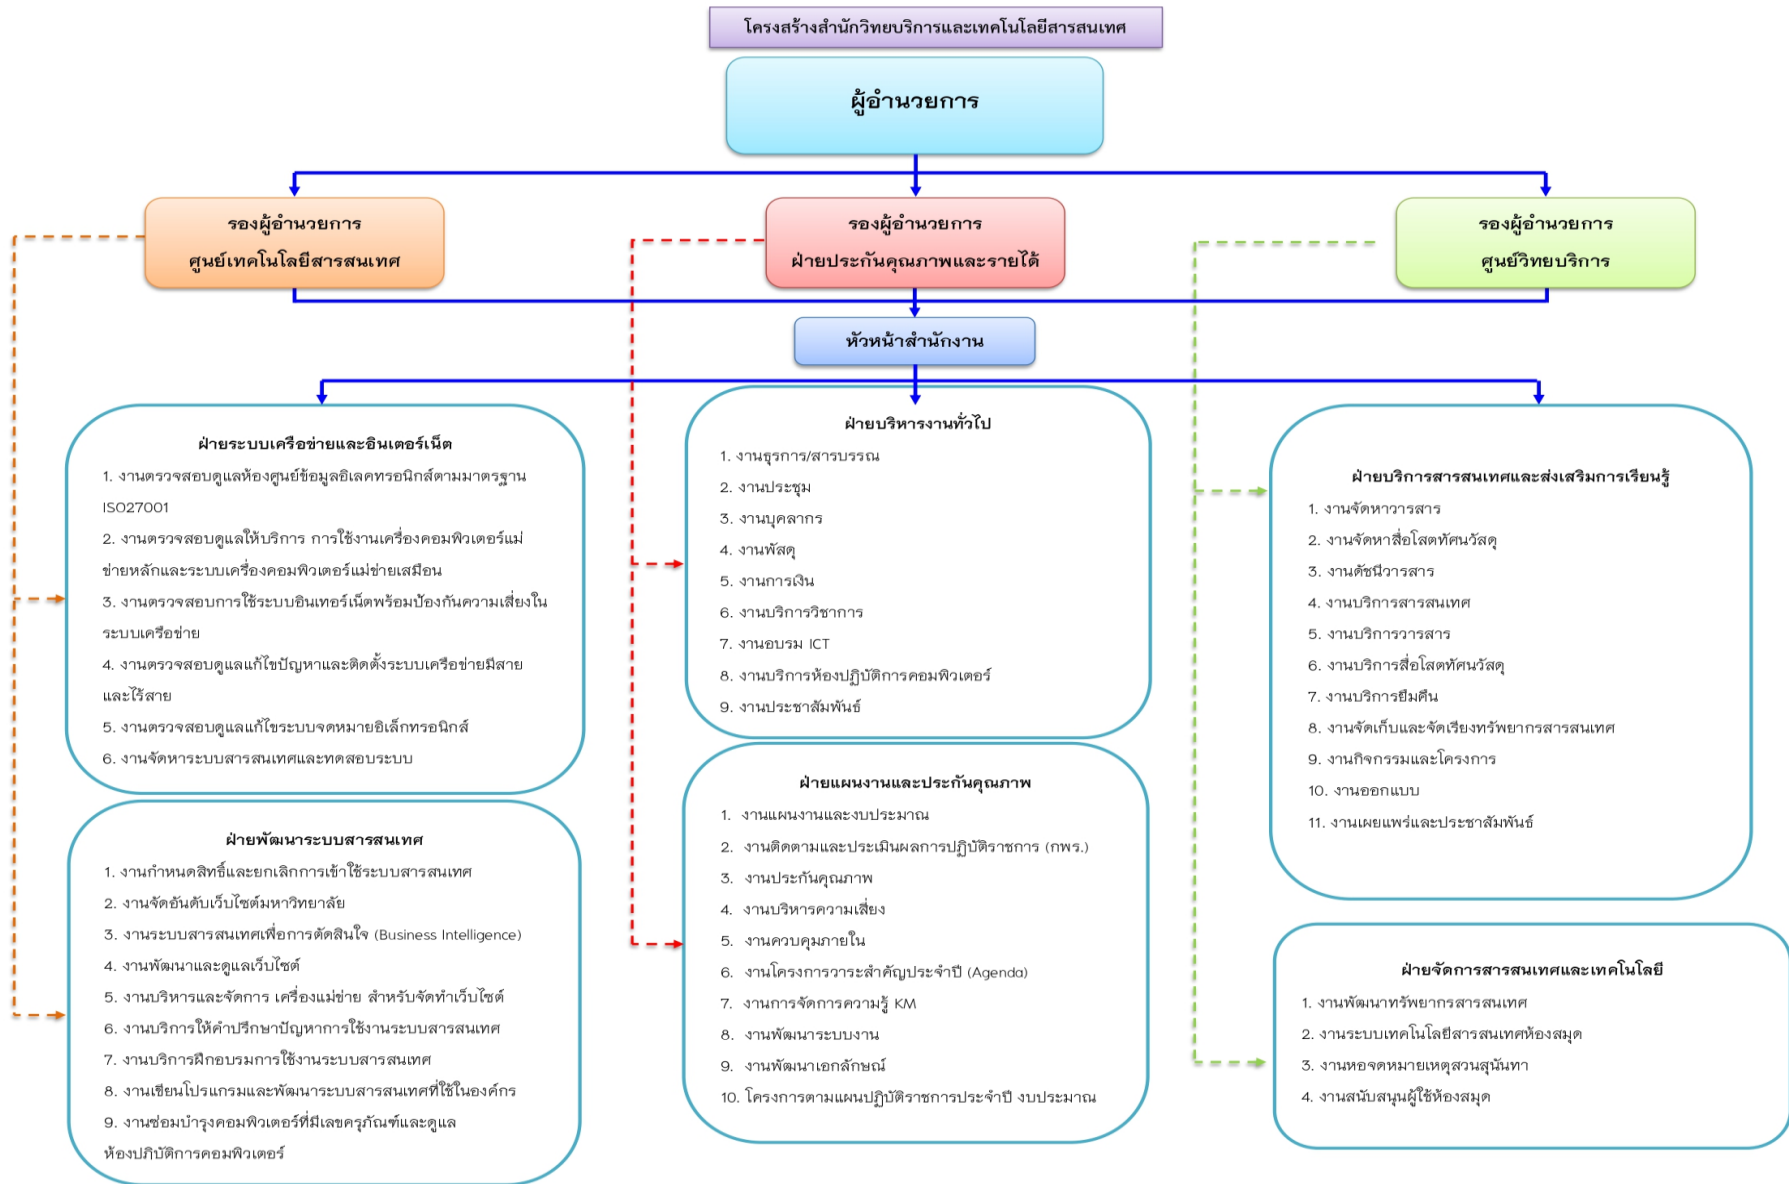 โครงสร้างสำนักวิทยบริการและเทคโนโลยีสารสนเทศ
ผู้อำนวยการ
รองผู้อำนวยการ
ศูนย์เทคโนโลยีสารสนเทศ
รองผู้อำนวยการ
ฝ่ายประกันคุณภาพและรายได้
รองผู้อำนวยการ
ศูนย์วิทยบริการ
หัวหน้าสำนักงาน
ฝ่ายระบบเครือข่ายและอินเตอร์เน็ต
1. งานตรวจสอบดูแลห้องศูนย์ข้อมูลอิเลคทรอนิกส์ตามมาตรฐาน
ISO27001
2. งานตรวจสอบดูแลให้บริการ การใช้งานเครื่องคอมพิวเตอร์แม่
ข่ายหลักและระบบเครื่องคอมพิวเตอร์แม่ข่ายเสมือน
3. งานตรวจสอบการใช้ระบบอินเทอร์เน็ตพร้อมป้องกันความเสี่ยงใน
ระบบเครือข่าย
4. งานตรวจสอบดูแลแก้ไขปัญหาและติดตั้งระบบเครือข่ายมีสาย
และไร้สาย
5. งานตรวจสอบดูแลแก้ไขระบบจดหมายอิเล็กทรอนิกส์
6. งานจัดหาระบบสารสนเทศและทดสอบระบบ
ฝ่ายพัฒนาระบบสารสนเทศ
1. งานกำหนดสิทธิ์และยกเลิกการเข้าใช้ระบบสารสนเทศ
2. งานจัดอันดับเว็บไซต์มหาวิทยาลัย
3. งานระบบสารสนเทศเพื่อการตัดสินใจ (Business Intelligence)
4. งานพัฒนาและดูแลเว็บไซต์
5. งานบริหารและจัดการ เครื่องแม่ข่าย สำหรับจัดทำเว็บไซต์
6. งานบริการให้คำปรึกษาปัญหาการใช้งานระบบสารสนเทศ
7. งานบริการฝึกอบรมการใช้งานระบบสารสนเทศ
8. งานเขียนโปรแกรมและพัฒนาระบบสารสนเทศที่ใช้ในองค์กร
9. งานซ่อมบำรุงคอมพิวเตอร์ที่มีเลขครุภัณฑ์และดูแล
ห้องปฏิบัติการคอมพิวเตอร์
ฝ่ายบริหารงานทั่วไป
1. งานธุรการ/สารบรรณ
2. งานประชุม
3. งานบุคลากร
4. งานพัสดุ
5. งานการเงิน
6. งานบริการวิชาการ
7. งานอบรม ICT
8. งานบริการห้องปฏิบัติการคอมพิวเตอร์
9. งานประชาสัมพันธ์
ฝ่ายแผนงานและประกันคุณภาพ
1. งานแผนงานและงบประมาณ
2. งานติดตามและประเมินผลการปฏิบัติราชการ (กพร.)
3. งานประกันคุณภาพ
4. งานบริหารความเสี่ยง
5. งานควบคุมภายใน
6. งานโครงการวาระสำคัญประจำปี (Agenda)
7. งานการจัดการความรู้ KM
8. งานพัฒนาระบบงาน
9. งานพัฒนาเอกลักษณ์
10. โครงการตามแผนปฏิบัติราชการประจำปี งบประมาณ
ฝ่ายบริการสารสนเทศและส่งเสริมการเรียนรู้
1. งานจัดหาวารสาร
2. งานจัดหาสื่อโสตทัศนวัสดุ
3. งานดัชนีวารสาร
4. งานบริการสารสนเทศ
5. งานบริการวารสาร
6. งานบริการสื่อโสตทัศนวัสดุ
7. งานบริการยืมคืน
8. งานจัดเก็บและจัดเรียงทรัพยากรสารสนเทศ
9. งานกิจกรรมและโครงการ
10. งานออกแบบ
11. งานเผยแพร่และประชาสัมพันธ์
ฝ่ายจัดการสารสนเทศและเทคโนโลยี
1. งานพัฒนาทรัพยากรสารสนเทศ
2. งานระบบเทคโนโลยีสารสนเทศห้องสมุด
3. งานหอจดหมายเหตุสวนสุนันทา
4. งานสนับสนุนผู้ใช้ห้องสมุด